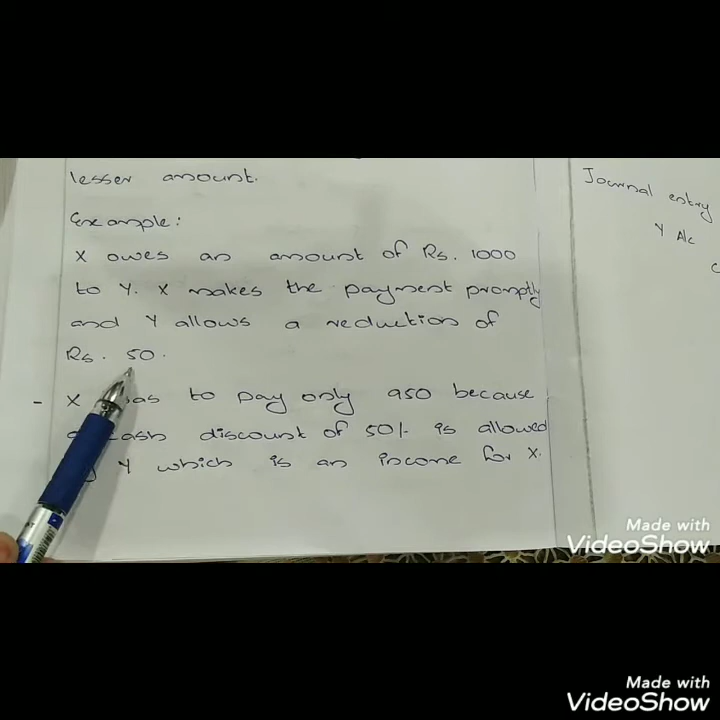 lesser amount.
Example:
X owes an amount of Rs. 1000
to Y. X makes the payment promptly
and Y allows a reduction of
Rs. 50.
- X has to pay only 950 because
cash discount of 50/- is allowed
Y which is an income for X.
Journal entry
Y A/c
Made with
VideoShow
Made with
VideoShow